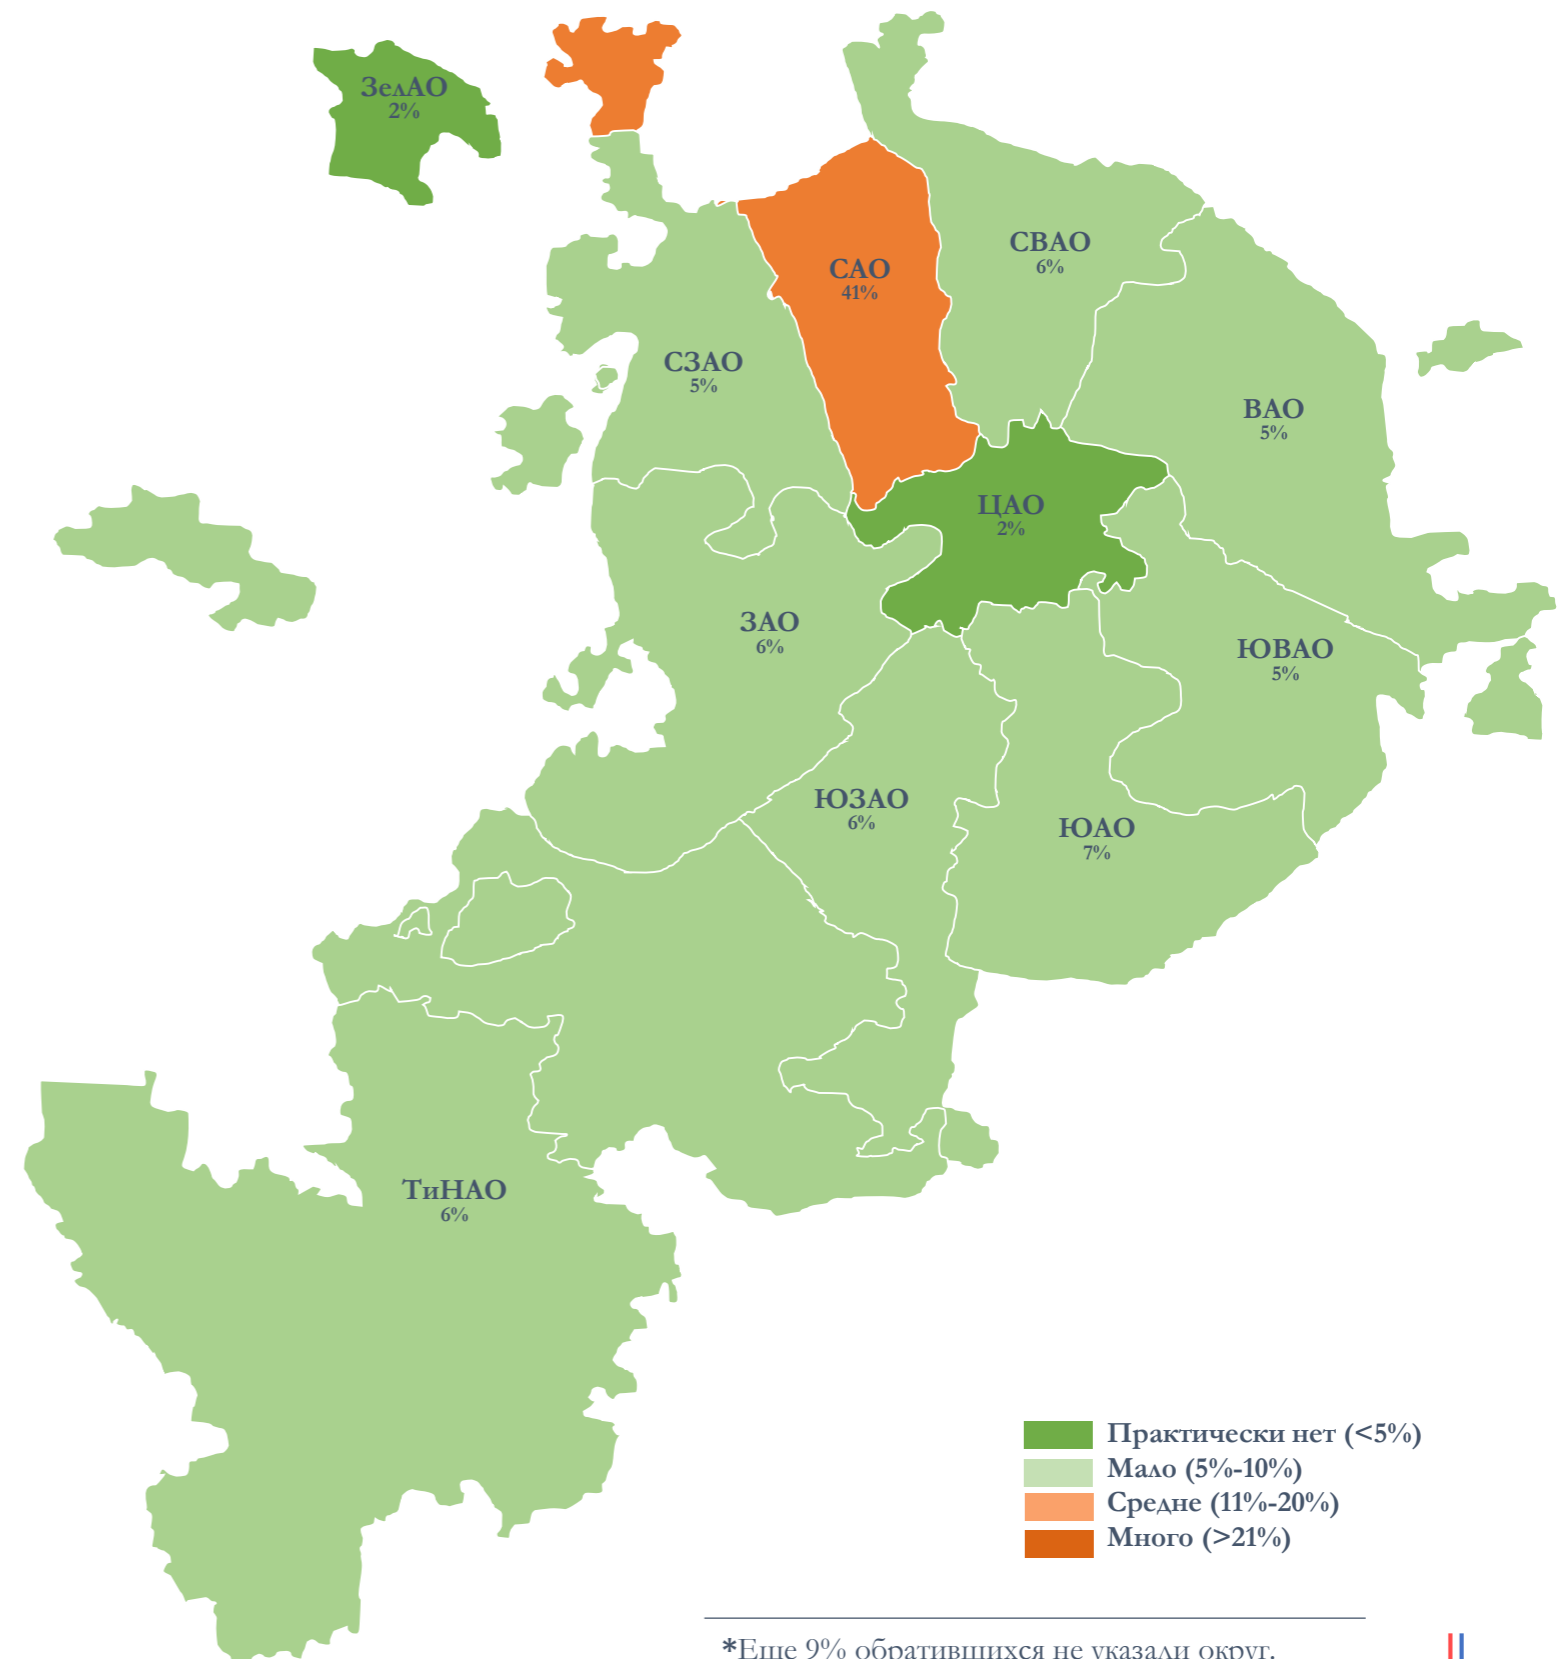 ЗелАО
2%
САО
41%
СВАО
6%
СЗАО
5%
ВАО
5%
ЦАО
2%
ЗАО
6%
ЮВАО
5%
ЮЗАО
6%
ЮАО
7%
ТиНАО
6%
Практически нет (<5%)
Мало (5%-10%)
Средне (11%-20%)
Много (>21%)
*Еще 9% обратившихся не указали округ.